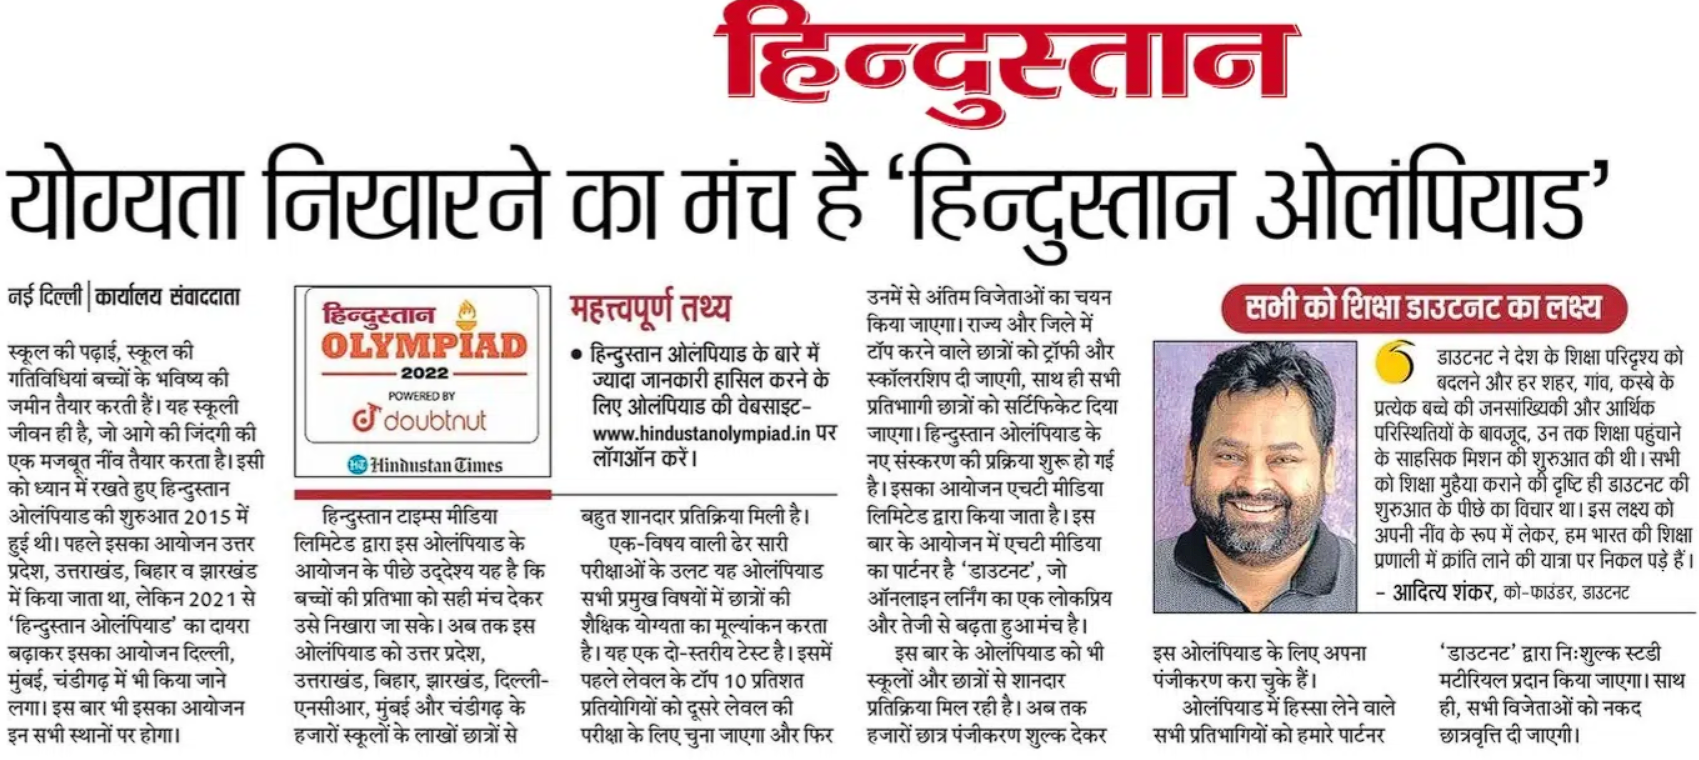 हिन्दुस्तान
योग्यता निखारने का मंच है ‘हिन्दुस्तान ओलंपियाड’
नई दिल्ली | कार्यालय संवाददाता
स्कूल की पढ़ाई, स्कूल की
गतिविधियां बच्चों के भविष्य की
जमीन तैयार करती हैं। यह स्कूली
जीवन ही है, जो आगे की जिंदगी की
एक मजबूत नींव तैयार करता है। इसी
को ध्यान में रखते हुए हिन्दुस्तान
ओलंपियाड की शुरुआत 2015 में
हुई थी। पहले इसका आयोजन उत्तर
प्रदेश, उत्तराखंड, बिहार व झारखंड
में किया जाता था, लेकिन 2021 से
‘हिन्दुस्तान ओलंपियाड’ का दायरा
बढ़ाकर इसका आयोजन दिल्ली,
मुंबई, चंडीगढ़ में भी किया जाने
लगा। इस बार भी इसका आयोजन
इन सभी स्थानों पर होगा।
हिन्दुस्तान
OLYMPIAD
2022
POWERED BY
doubtnut
HT Hindustan Times
हिन्दुस्तान टाइम्स मीडिया
लिमिटेड द्वारा इस ओलंपियाड के
आयोजन के पीछे उद्देश्य यह है कि
बच्चों की प्रतिभाा को सही मंच देकर
उसे निखारा जा सके। अब तक इस
ओलंपियाड को उत्तर प्रदेश,
उत्तराखंड, बिहार, झारखंड, दिल्ली-
एनसीआर, मुंबई और चंडीगढ़ के
हजारों स्कूलों के लाखों छात्रों से
महत्त्वपूर्ण तथ्य
● हिन्दुस्तान ओलंपियाड के बारे में
ज्यादा जानकारी हासिल करने के
लिए ओलंपियाड की वेबसाइट-
www.hindustanolympiad.in पर
लॉगऑन करें।
बहुत शानदार प्रतिक्रिया मिली है।
एक-विषय वाली ढेर सारी
परीक्षाओं के उलट यह ओलंपियाड
सभी प्रमुख विषयों में छात्रों की
शैक्षिक योग्यता का मूल्यांकन करता
है। यह एक दो-स्तरीय टेस्ट है। इसमें
पहले लेवल के टॉप 10 प्रतिशत
प्रतियोगियों को दूसरे लेवल की
परीक्षा के लिए चुना जाएगा और फिर
उनमें से अंतिम विजेताओं का चयन
किया जाएगा। राज्य और जिले में
टॉप करने वाले छात्रों को ट्रॉफी और
स्कॉलरशिप दी जाएगी, साथ ही सभी
प्रतिभाागी छात्रों को सर्टिफिकेट दिया
जाएगा। हिन्दुस्तान ओलंपियाड के
नए संस्करण की प्रक्रिया शुरू हो गई
है। इसका आयोजन एचटी मीडिया
लिमिटेड द्वारा किया जाता है। इस
बार के आयोजन में एचटी मीडिया
का पार्टनर है ‘डाउटनट’, जो
ऑनलाइन लर्निंग का एक लोकप्रिय
और तेजी से बढ़ता हुआ मंच है।
इस बार के ओलंपियाड को भी
स्कूलों और छात्रों से शानदार
प्रतिक्रिया मिल रही है। अब तक
हजारों छात्र पंजीकरण शुल्क देकर
सभी को शिक्षा डाउटनट का लक्ष्य
डाउटनट ने देश के शिक्षा परिदृश्य को
बदलने और हर शहर, गांव, कस्बे के
प्रत्येक बच्चे की जनसांख्यिकी और आर्थिक
परिस्थितियों के बावजूद, उन तक शिक्षा पहुंचाने
के साहसिक मिशन की शुरुआत की थी। सभी
को शिक्षा मुहैया कराने की दृष्टि ही डाउटनट की
शुरुआत के पीछे का विचार था। इस लक्ष्य को
अपनी नींव के रूप में लेकर, हम भारत की शिक्षा
प्रणाली में क्रांति लाने की यात्रा पर निकल पड़े हैं।
- आदित्य शंकर, को-फाउंडर, डाउटनट
इस ओलंपियाड के लिए अपना
पंजीकरण करा चुके हैं।
ओलंपियाड में हिस्सा लेने वाले
सभी प्रतिभागियों को हमारे पार्टनर
‘डाउटनट’ द्वारा निःशुल्क स्टडी
मटीरियल प्रदान किया जाएगा। साथ
ही, सभी विजेताओं को नकद
छात्रवृत्ति दी जाएगी।